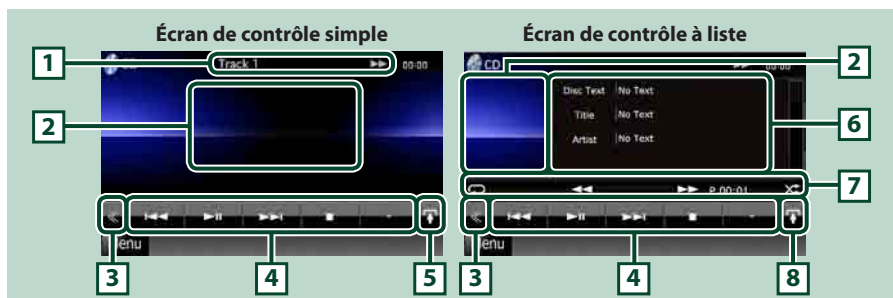 Écran de contrôle simple
Écran de contrôle à liste
1
Track 1
00:00
2
3
4
5
enu
CD
2
00:00
Disc Text No Text
Title No Text
Artist No Text
6
P 00:01
7
3
4
8
enu